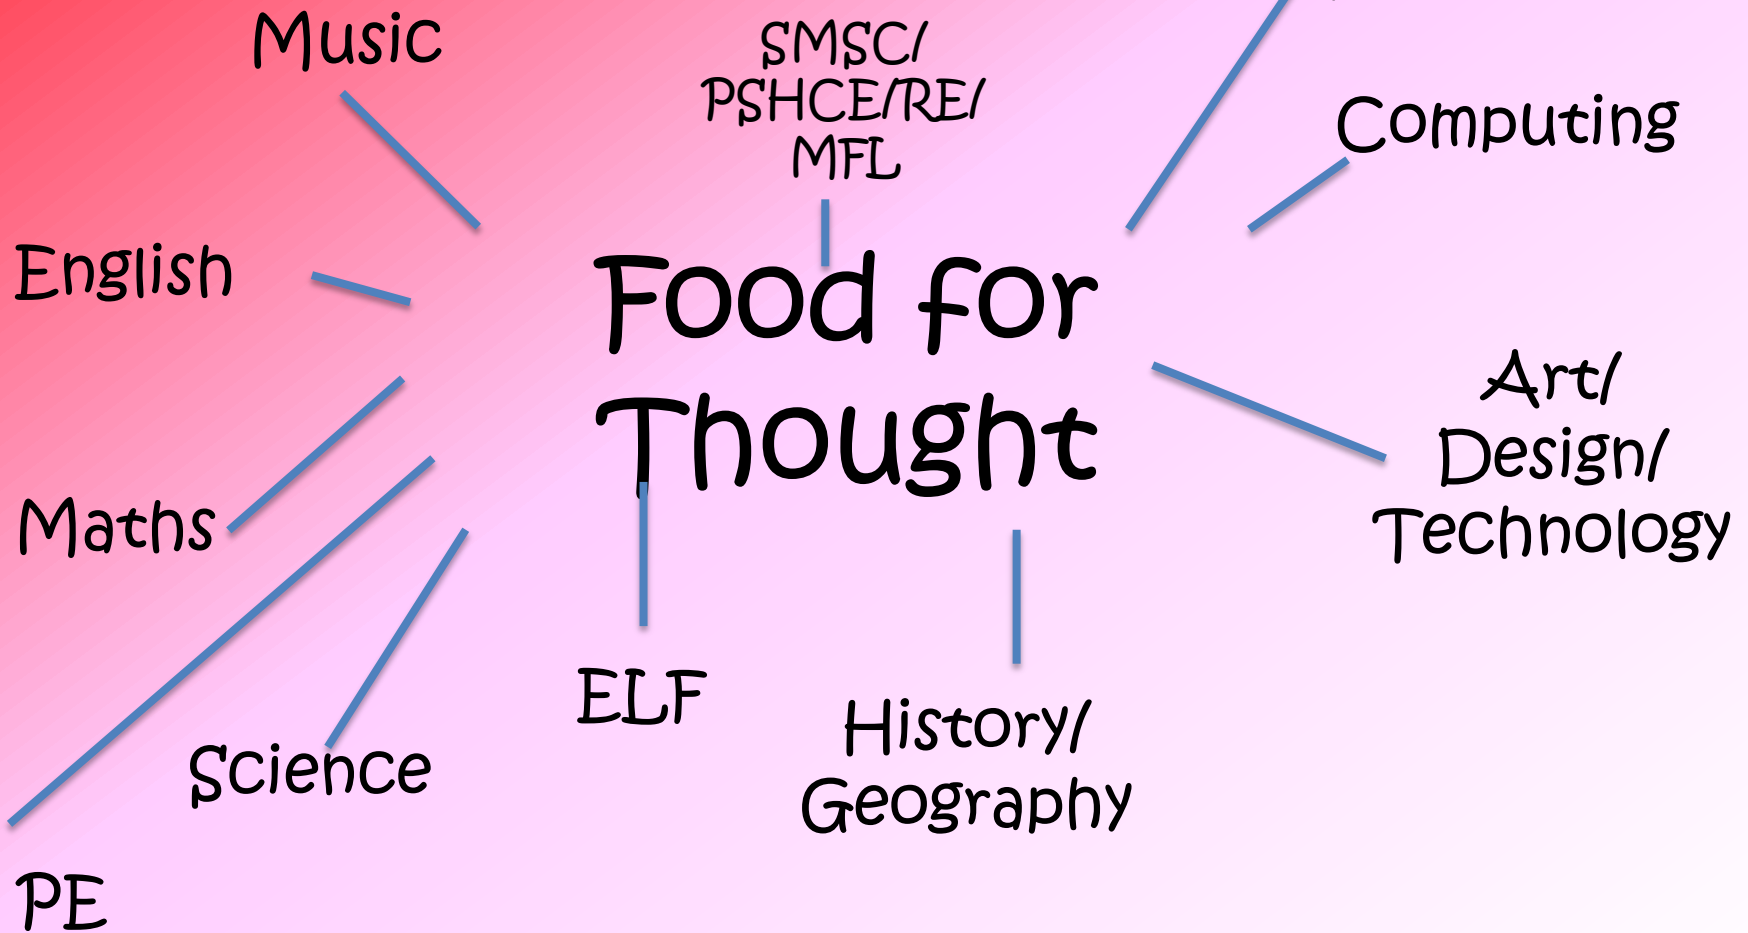 Music
SMSC/
PSHCE/RE/
MFL
Computing
English
Food for
Thought
Art/
Design/
Technology
Maths
ELF
History/
Geography
Science
PE